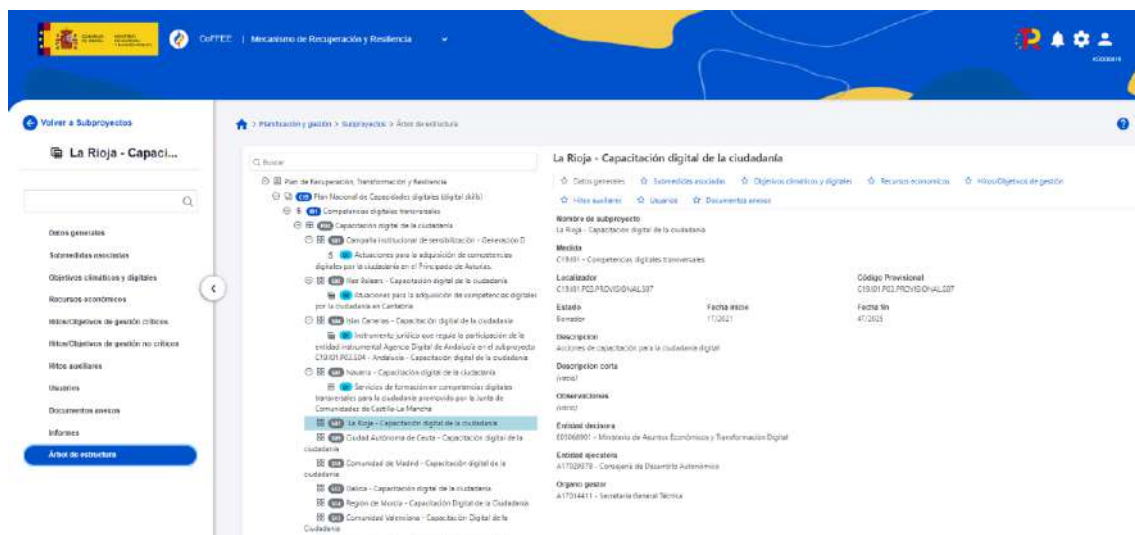 CoFFEE | Mecanismo de Recuperación y Resiliencia
Volver a Subproyectos
La Rioja - Capaci...
Datos generales
Submedidas asociadas
Objetivos climáticos y digitales
Recursos económicos
Hitos/Objetivos de gestión críticos
Hitos/Objetivos de gestión no críticos
Hitos auxiliares
Usuarios
Documentos anexos
Informes
Árbol de estructura
> Planificación y gestión > Subproyectos > Árbol de estructura
Buscar
Plan de Recuperación, Transformación y Resiliencia
C19 Plan Nacional de Capacidades digitales (digital skills)
I01 Competencias digitales transversales
P03 Capacitación digital de la ciudadanía
Campaña institucional de sensibilización - Generación D
Actuaciones para la adquisición de competencias
digitales por la ciudadanía en el Principado de Asturias.
Illes Balears - Capacitación digital de la ciudadanía
para la adquisición de competencias digitales
por la ciudadanía en Cantabria
Islas Canarias - Capacitación digital de la ciudadanía
Instrumento jurídico que regula la participación de la
entidad instrumental Agencia Digital de Andalucía en el subproyecto
C19.I01.P03.S04 - Andalucía - Capacitación digital de la ciudadanía
Navarra - Capacitación digital de la ciudadanía
Servicios de formación en competencias digitales
transversales para la ciudadanía promovido por la Junta de
Comunidades de Castilla-La Mancha
La Rioja - Capacitación digital de la ciudadanía
Ciudad Autónoma de Ceuta - Capacitación digital de la
ciudadanía
Comunidad de Madrid - Capacitación digital de la
ciudadanía
Galicia - Capacitación digital de la ciudadanía
Región de Murcia - Capacitación Digital de la Ciudadanía
Comunidad Valenciana - Capacitación Digital de la
Ciudadanía
La Rioja - Capacitación digital de la ciudadanía
Datos generales Submedidas asociadas Objetivos climáticos y digitales Recursos económicos Hitos/Objetivos de gestión
Hitos auxiliares Usuarios Documentos anexos
Nombre de subproyecto
La Rioja - Capacitación digital de la ciudadanía
Medida
C19.I01 - Competencias digitales transversales
Localizador Código Provisional
C19.I01.P03.PROVISIONAL.S07 C19.I01.P03.PROVISIONAL.S07
Estado Fecha inicio Fecha fin
Borrador 1T/2021 4T/2025
Descripción
Acciones de capacitación para la ciudadanía digital
Descripción corta
(vacío)
Observaciones
(vacío)
Entidad decisora
E05068901 - Ministerio de Asuntos Económicos y Transformación Digital
Entidad ejecutora
A17029378 - Consejería de Desarrollo Autonómico
Órgano gestor
A17014411 - Secretaría General Técnica